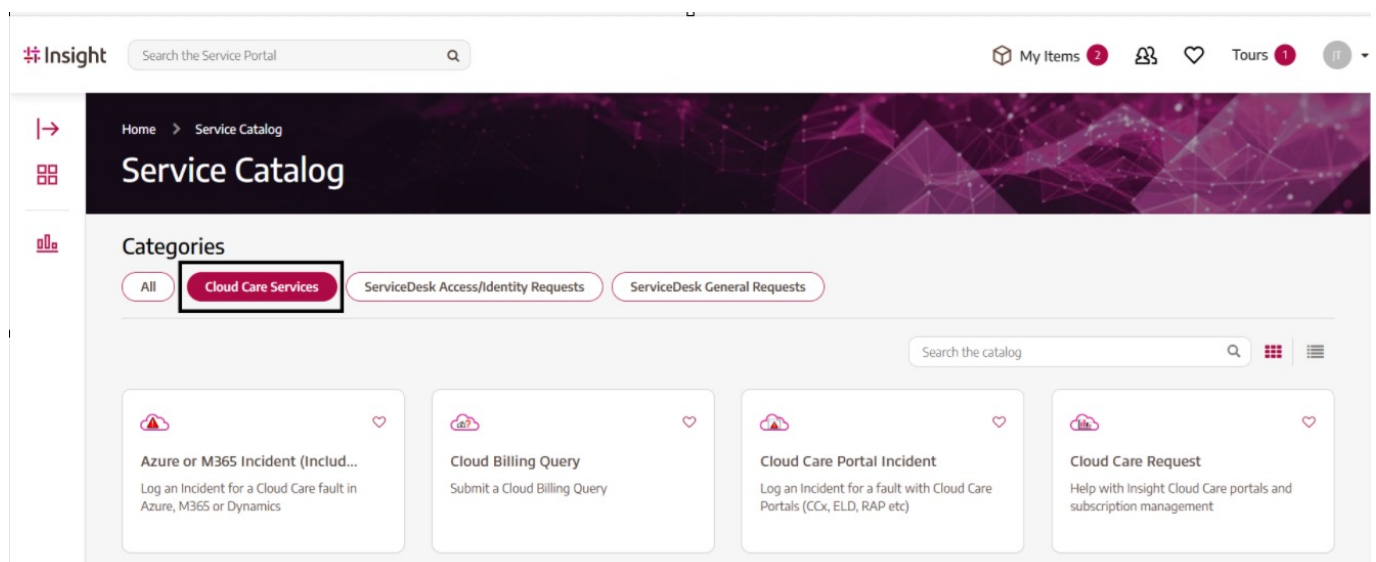 Insight
Search the Service Portal
My Items 2
Tours 1
JT
Home > Service Catalog
Service Catalog
Categories
All
Cloud Care Services
ServiceDesk Access/Identity Requests
ServiceDesk General Requests
Search the catalog
Azure or M365 Incident (Includ...
Log an Incident for a Cloud Care fault in
Azure, M365 or Dynamics
Cloud Billing Query
Submit a Cloud Billing Query
Cloud Care Portal Incident
Log an Incident for a fault with Cloud Care
Portals (CCx, ELD, RAP etc)
Cloud Care Request
Help with Insight Cloud Care portals and
subscription management